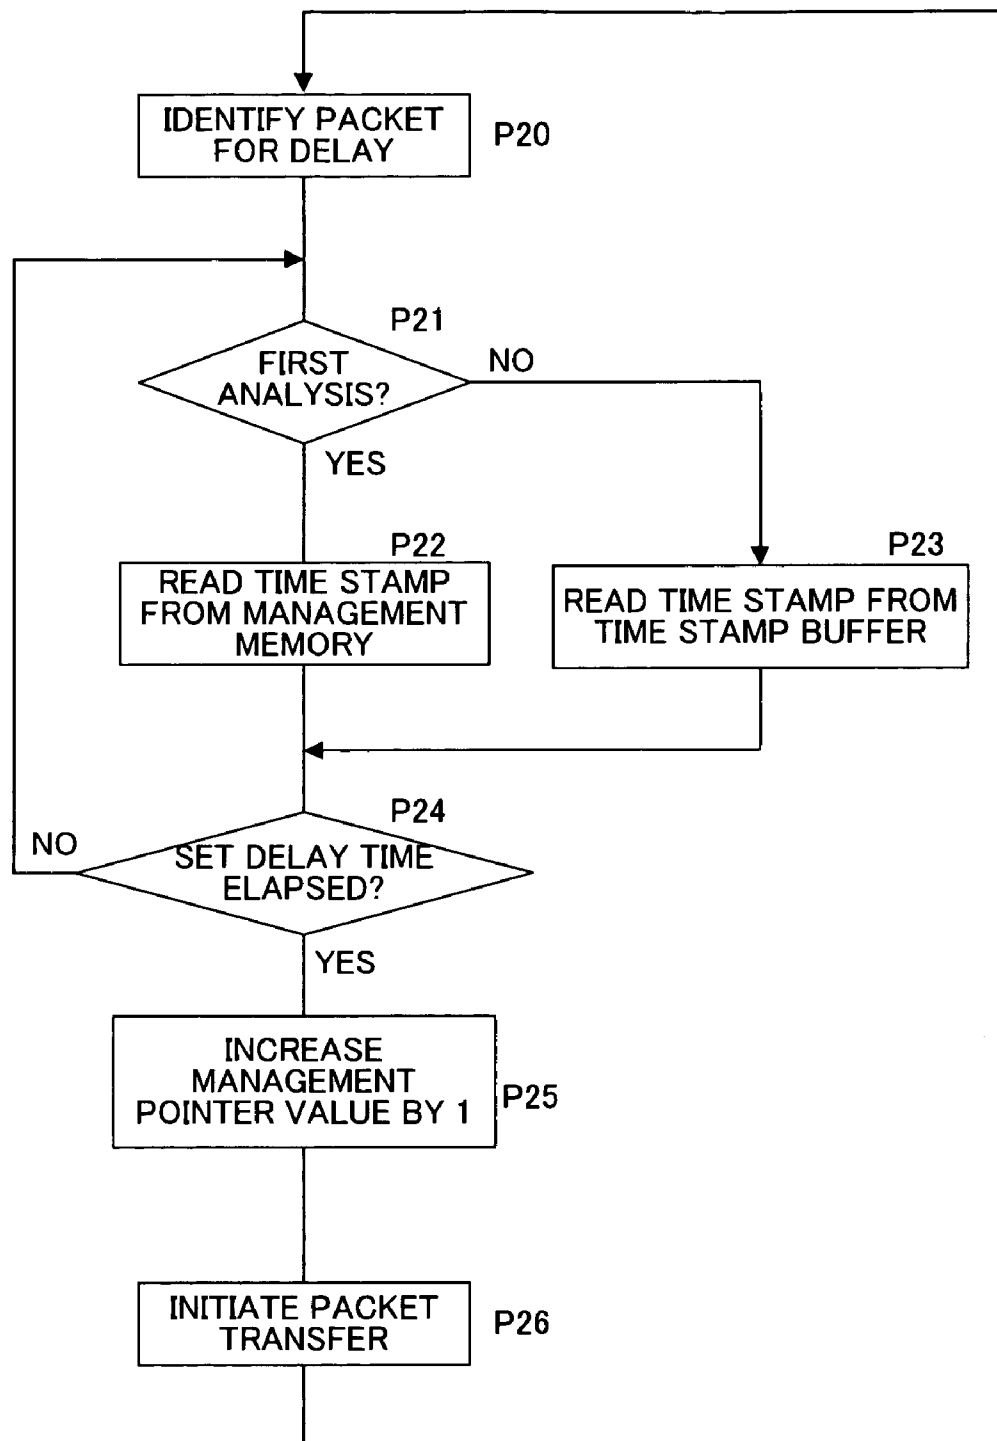 IDENTIFY PACKET
FOR DELAY
P20
P21
FIRST
ANALYSIS?
NO
YES
P22
READ TIME STAMP
FROM MANAGEMENT
MEMORY
P23
READ TIME STAMP FROM
TIME STAMP BUFFER
P24
NO
SET DELAY TIME
ELAPSED?
YES
INCREASE
MANAGEMENT
POINTER VALUE BY 1
P25
INITIATE PACKET
TRANSFER
P26